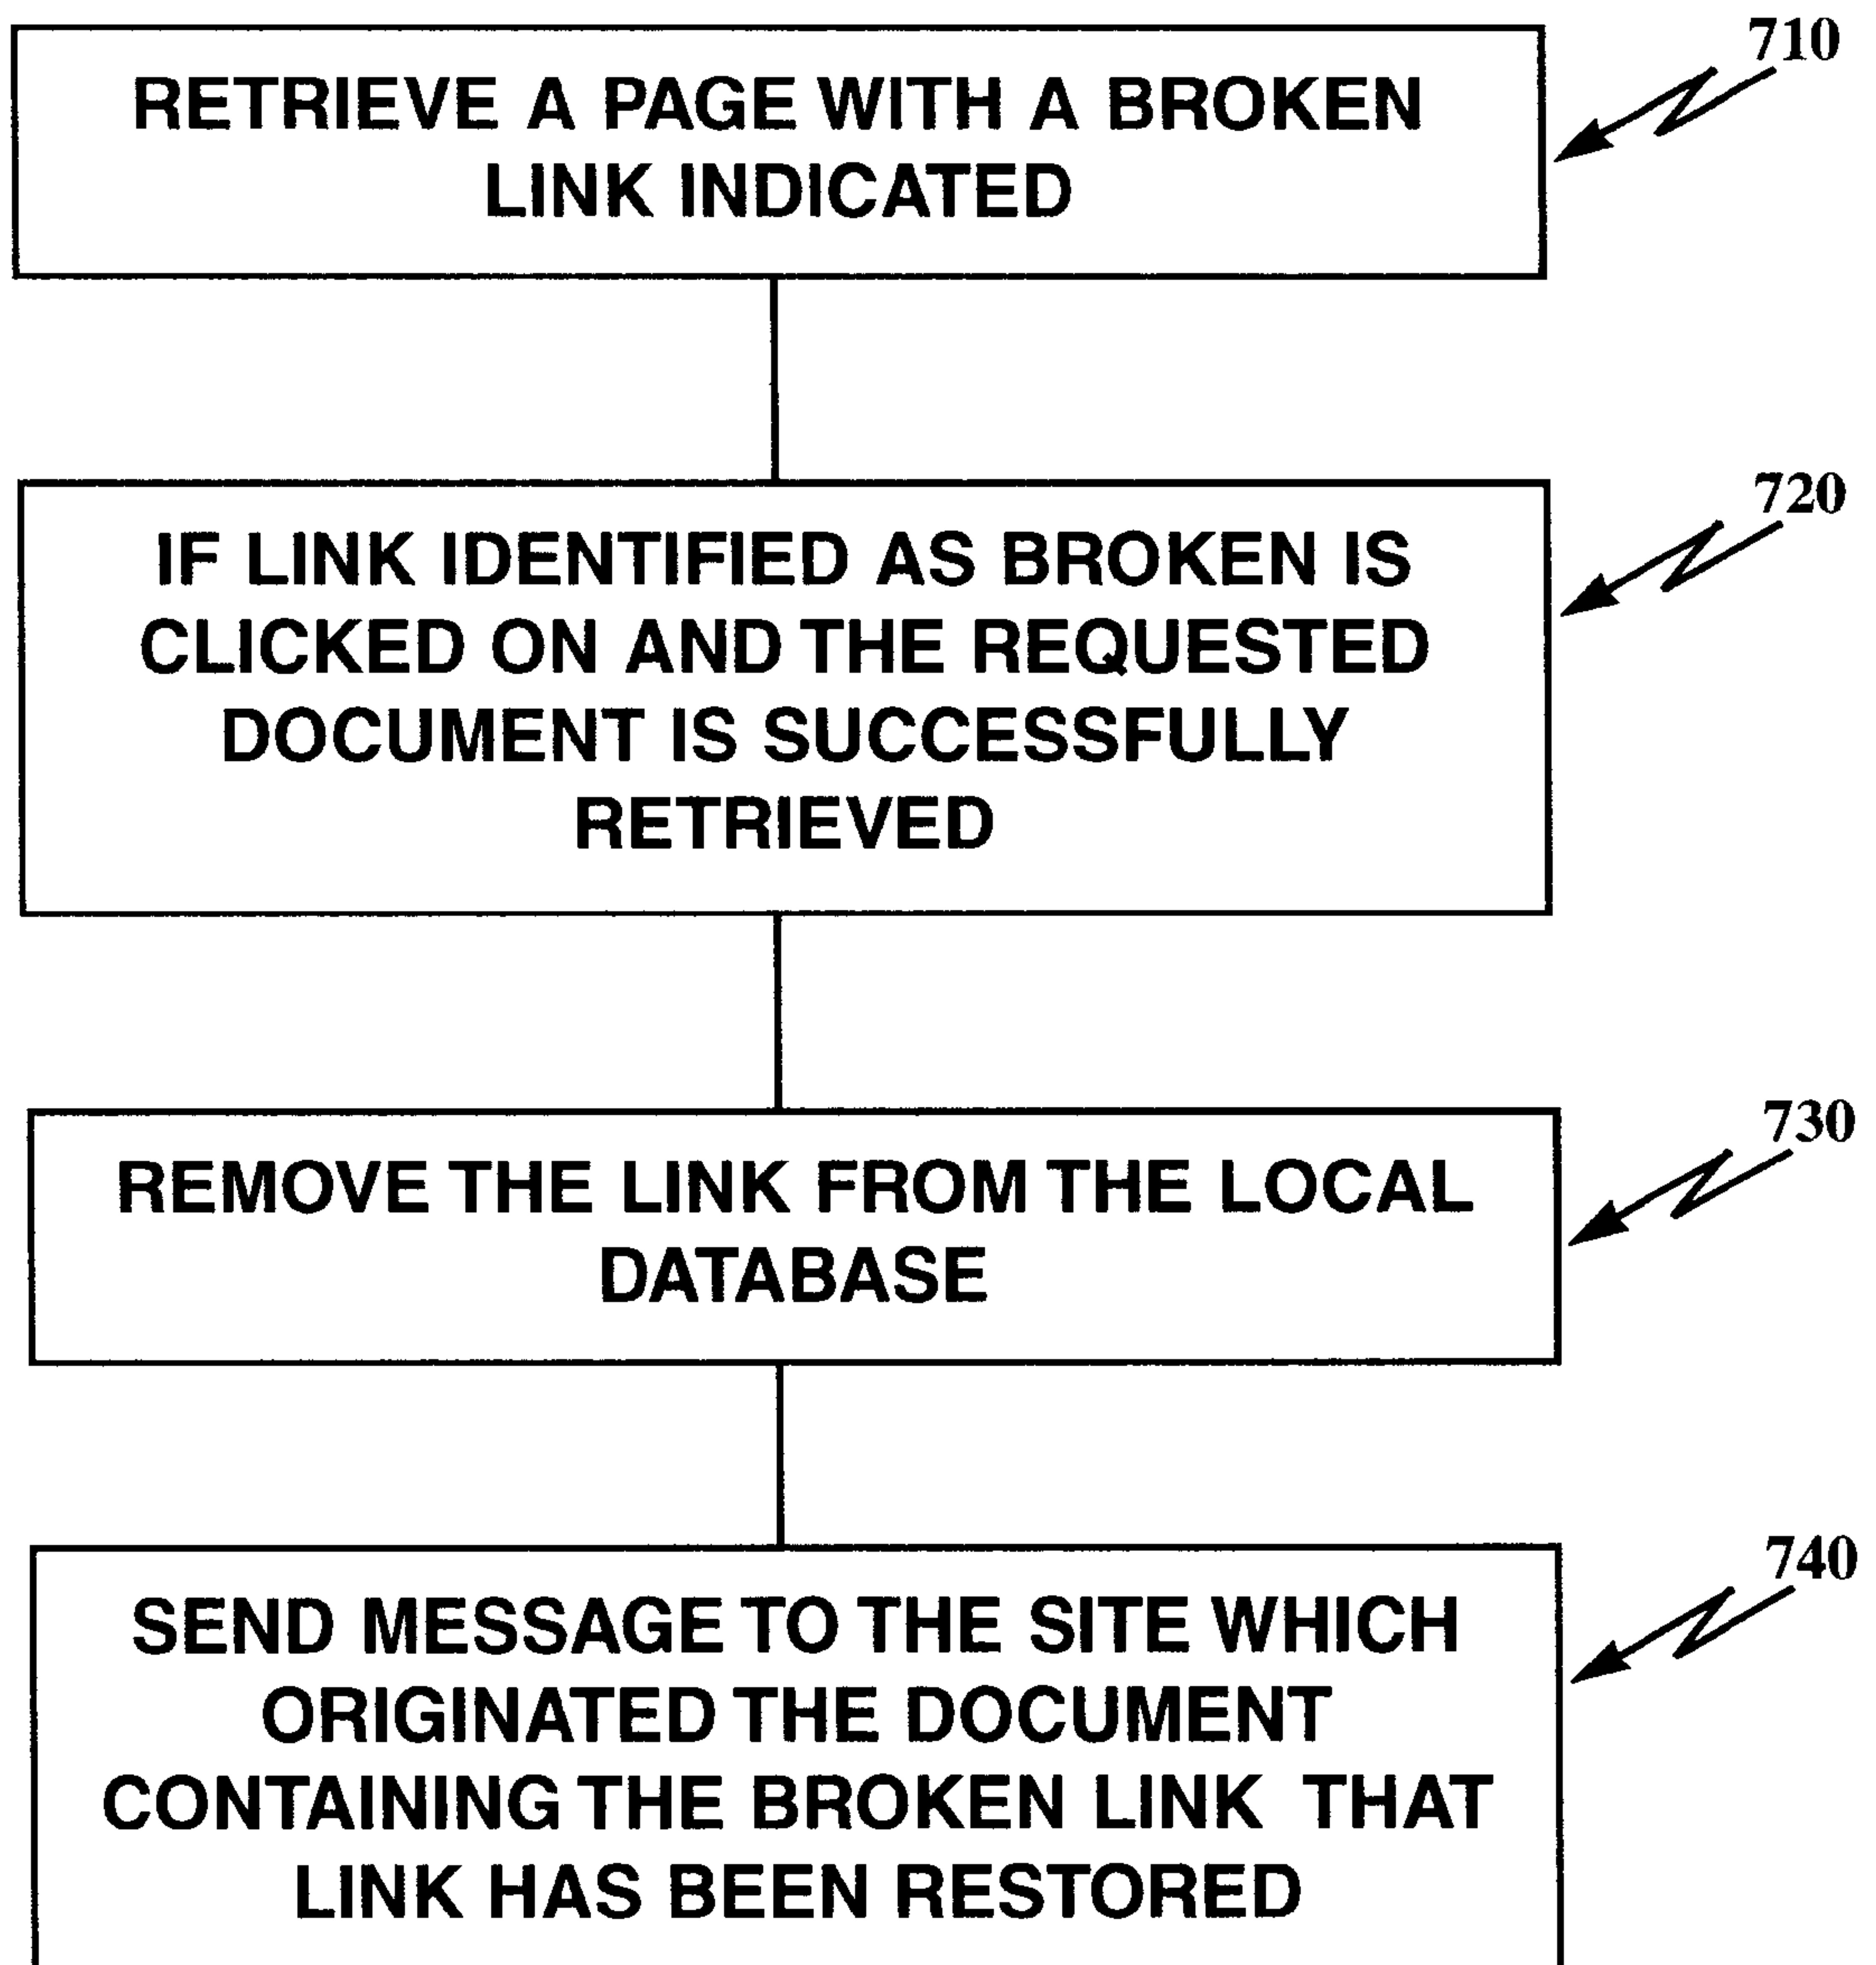 710
RETRIEVE A PAGE WITH A BROKEN
LINK INDICATED
720
IF LINK IDENTIFIED AS BROKEN IS
CLICKED ON AND THE REQUESTED
DOCUMENT IS SUCCESSFULLY
RETRIEVED
730
REMOVE THE LINK FROM THE LOCAL
DATABASE
740
SEND MESSAGE TO THE SITE WHICH
ORIGINATED THE DOCUMENT
CONTAINING THE BROKEN LINK THAT
LINK HAS BEEN RESTORED